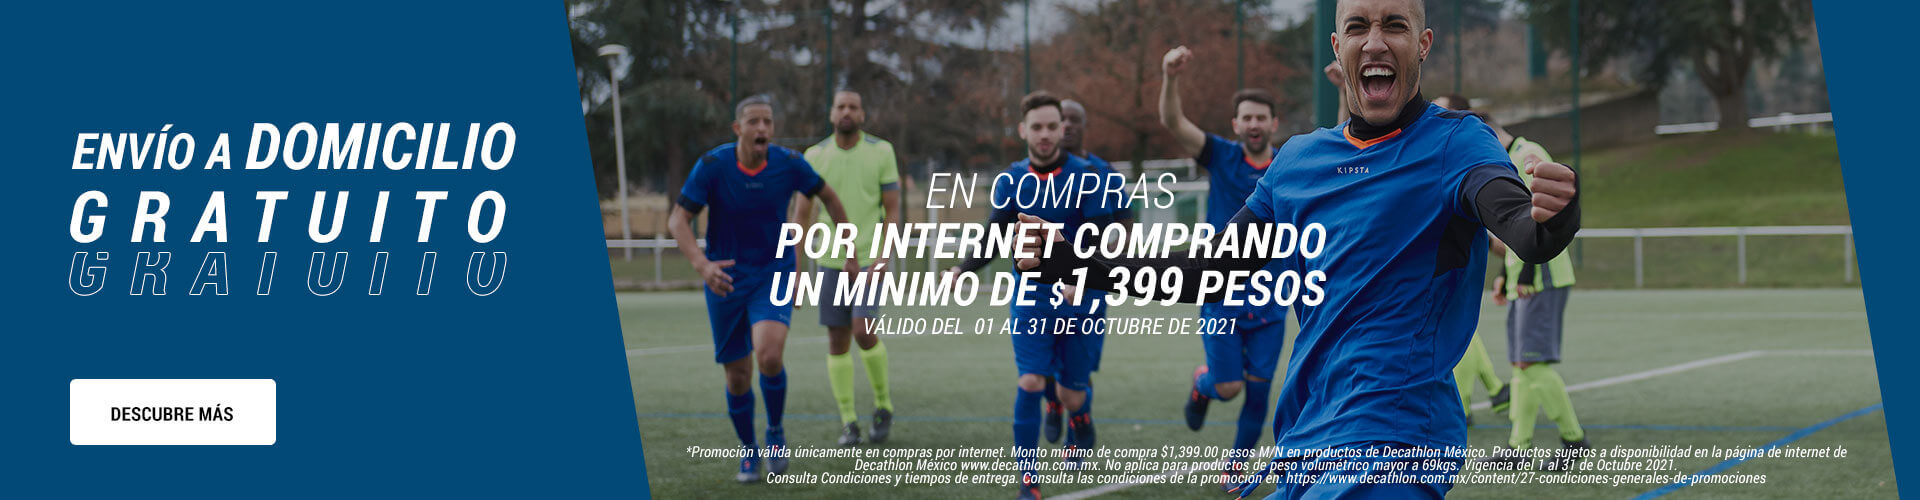 ENVÍO A DOMICILIO
GRATUITO
GRATUITO
DESCUBRE MÁS
EN COMPRAS
POR INTERNET COMPRANDO
UN MÍNIMO DE $1,399 PESOS
VÁLIDO DEL 01 AL 31 DE OCTUBRE DE 2021
KIPSTA
*Promoción válida únicamente en compras por internet. Monto mínimo de compra $1,399.00 pesos M/N en productos de Decathlon México. Productos sujetos a disponibilidad en la página de internet de
Decathlon México www.decathlon.com.mx. No aplica para productos de peso volumétrico mayor a 69kgs. Vigencia del 1 al 31 de Octubre 2021.
Consulta Condiciones y tiempos de entrega. Consulta las condiciones de la promoción en: https://www.decathlon.com.mx/content/27-condiciones-generales-de-promociones